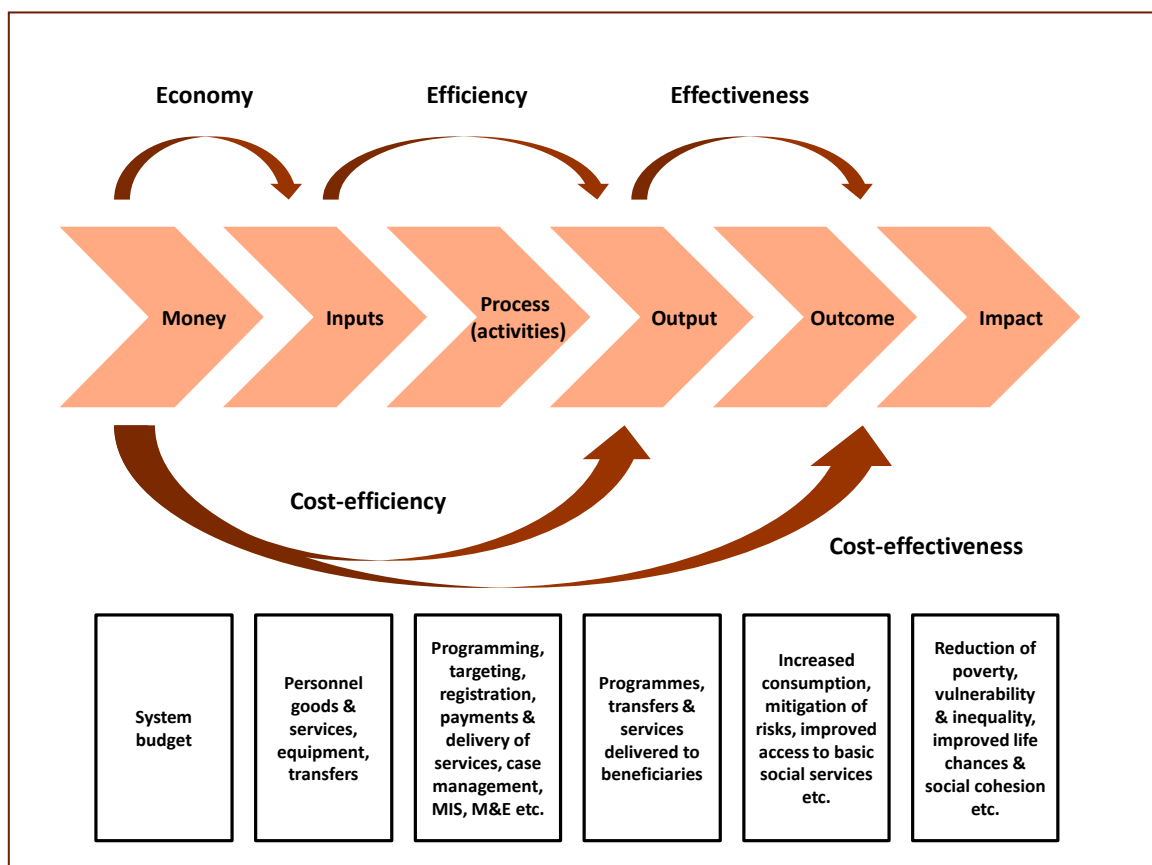 Economy
Efficiency
Effectiveness
Money
Inputs
Process
(activities)
Output
Outcome
Impact
Cost-efficiency
Cost-effectiveness
System
budget
Personnel
goods &
services,
equipment,
transfers
Programming,
targeting,
registration,
payments &
delivery of
services, case
management,
MIS, M&E etc.
Programmes,
transfers &
services
delivered to
beneficiaries
Increased
consumption,
mitigation of
risks, improved
access to basic
social services
etc.
Reduction of
poverty,
vulnerability
& inequality,
improved life
chances &
social cohesion
etc.